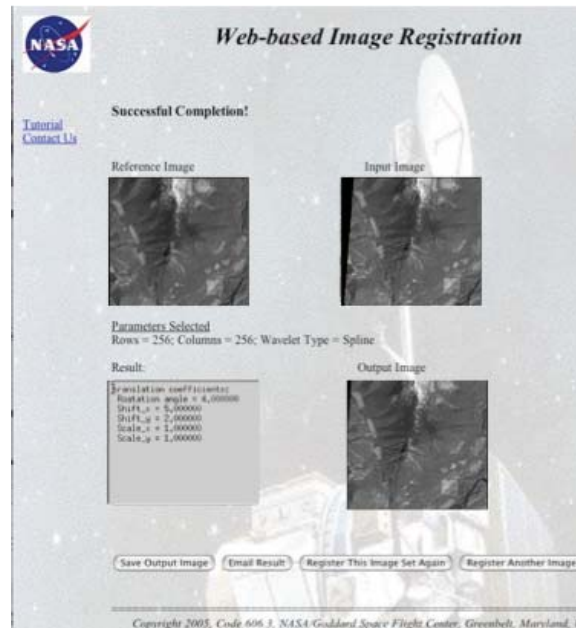 NASA
Web-based Image Registration
Successful Completion!
Tutorial
Contact Us
Reference Image
Input Image
Parameters Selected
Rows = 256; Columns = 256; Wavelet Type = Spline
Result:
Output Image
Translation coefficients;
Rostation angle = 4,000000
Shift_x = 5,000000
Shift_y = 2,000000
Scale_x = 1,000000
Scale_y = 1,000000
Save Output Image
Email Result
Register This Image Set Again
Register Another Image
Copyright 2005, Code 606.3, NASA/Goddard Space Flight Center, Greenbelt, Maryland,